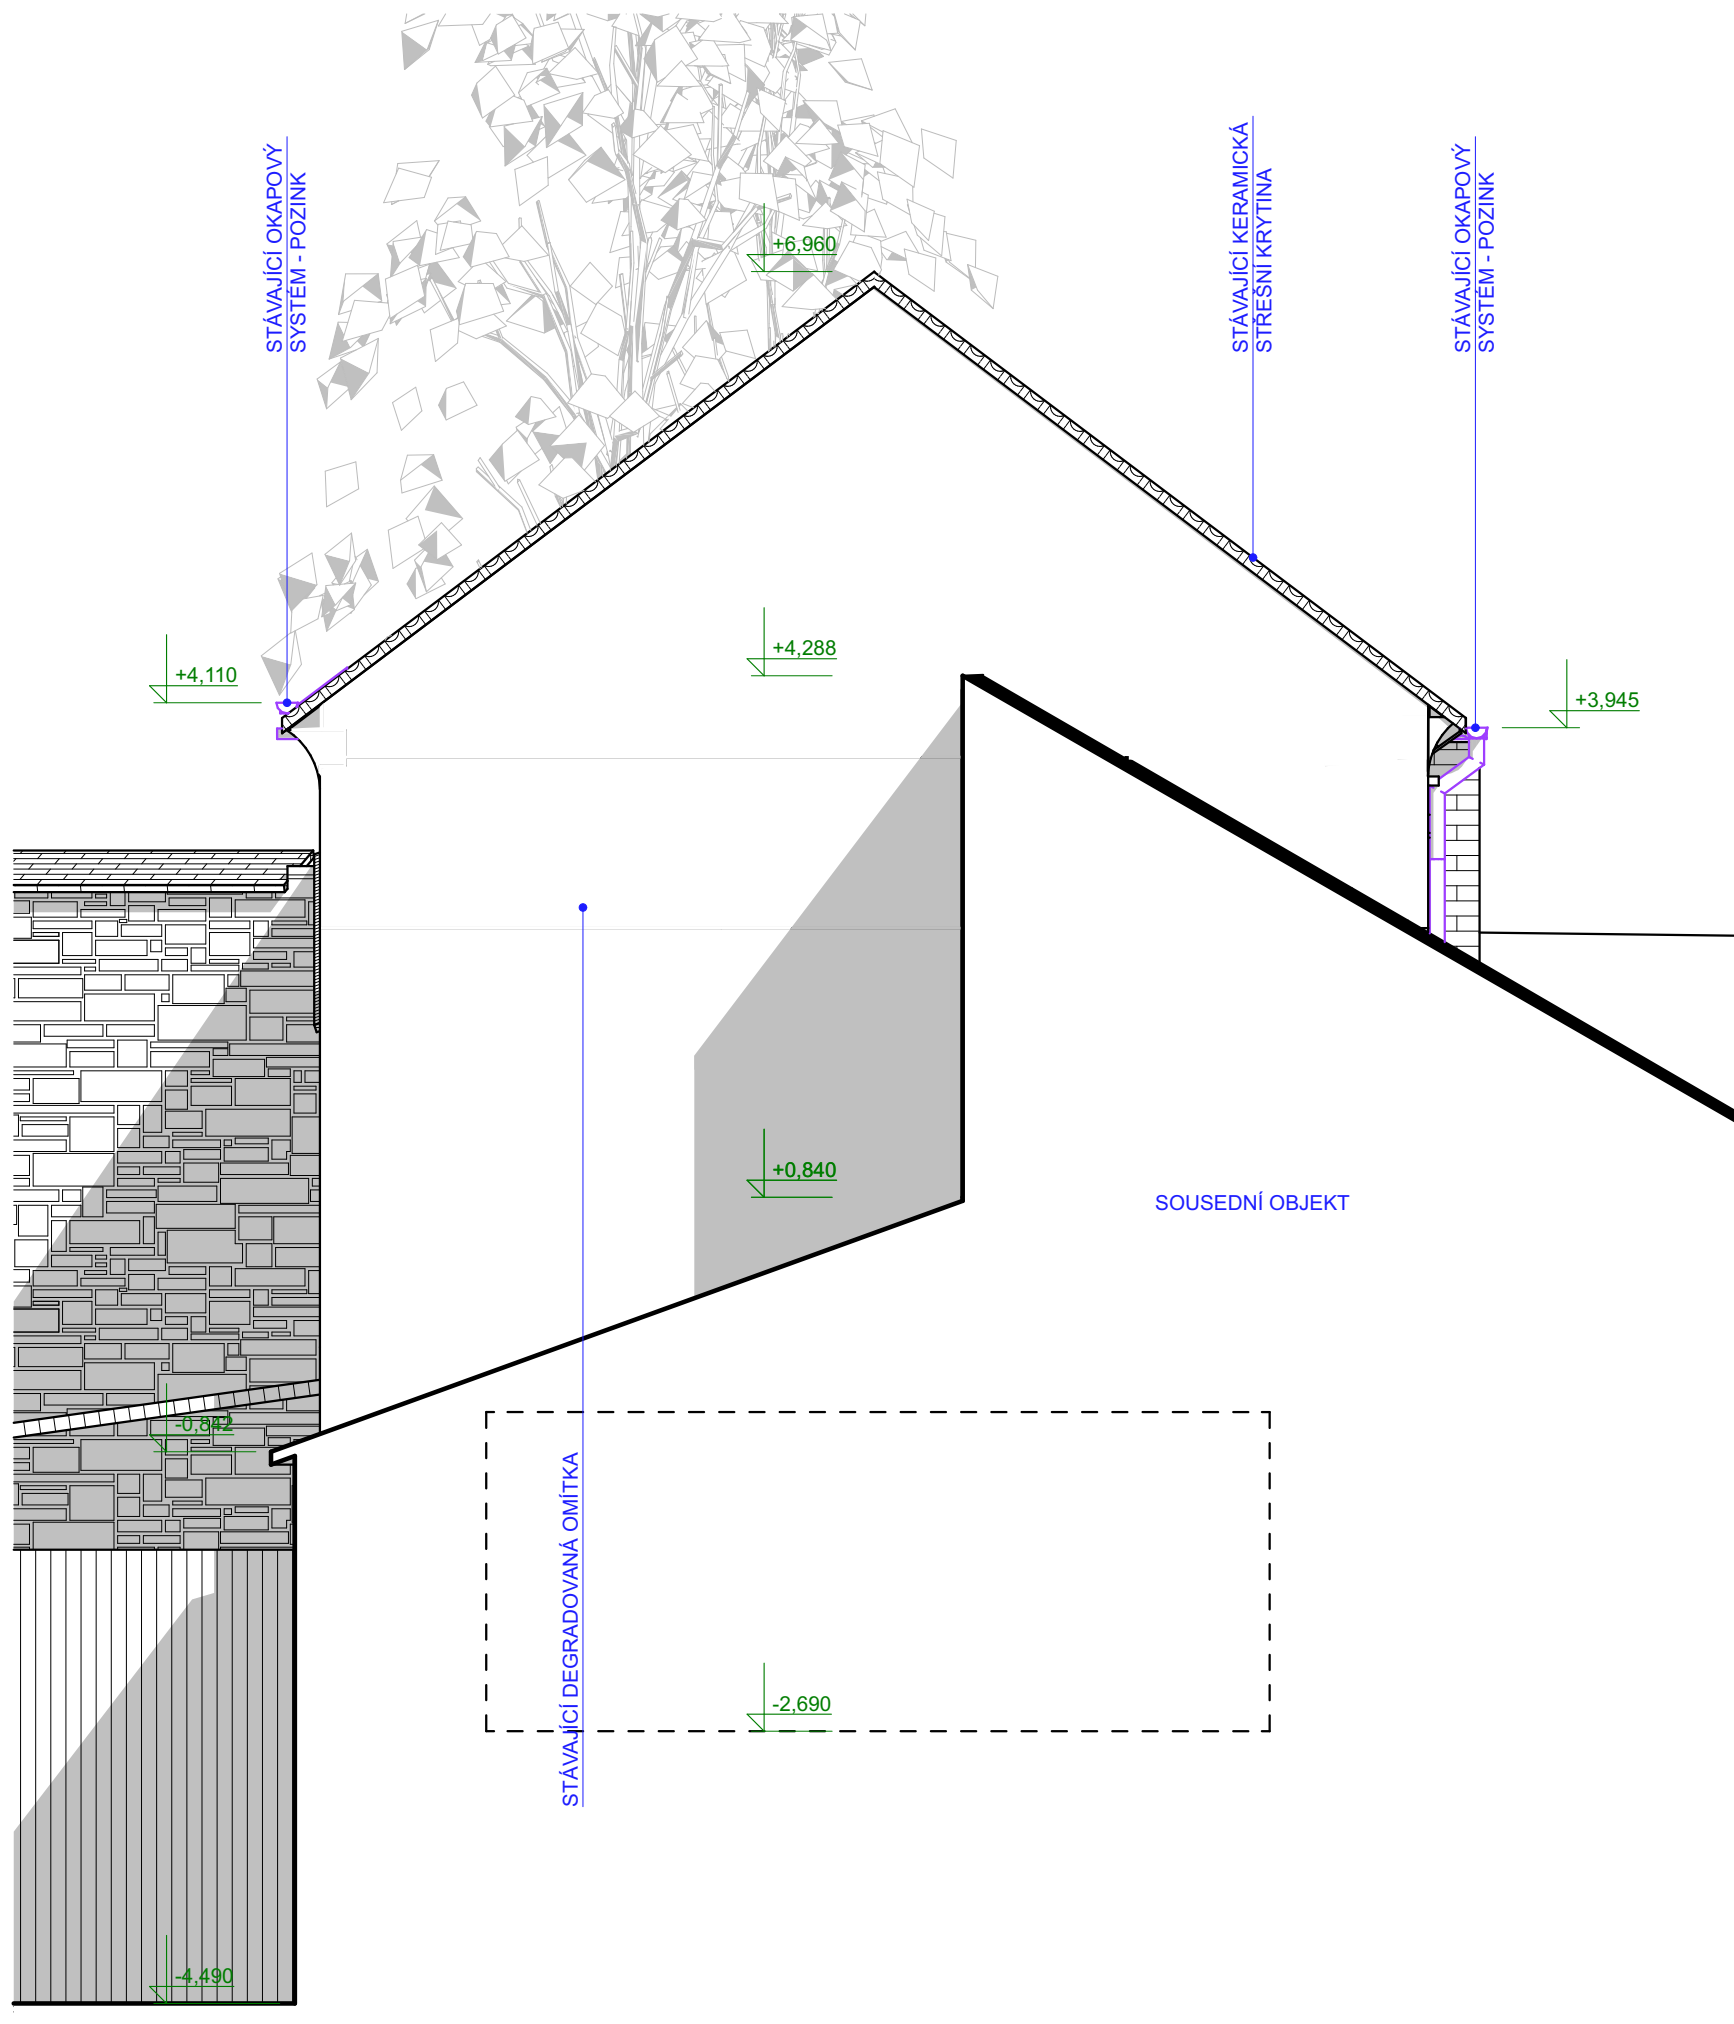 STÁVAJÍCÍ OKAPOVÝ
SYSTÉM - POZINK
STÁVAJÍCÍ KERAMICKÁ
STŘEŠNÍ KRYTINA
STÁVAJÍCÍ OKAPOVÝ
SYSTÉM - POZINK
+6,960
+4,288
+4,110
+3,945
+0,840
SOUSEDNÍ OBJEKT
-0,842
STÁVAJÍCÍ DEGRADOVANÁ OMÍTKA
-2,690
-4,490